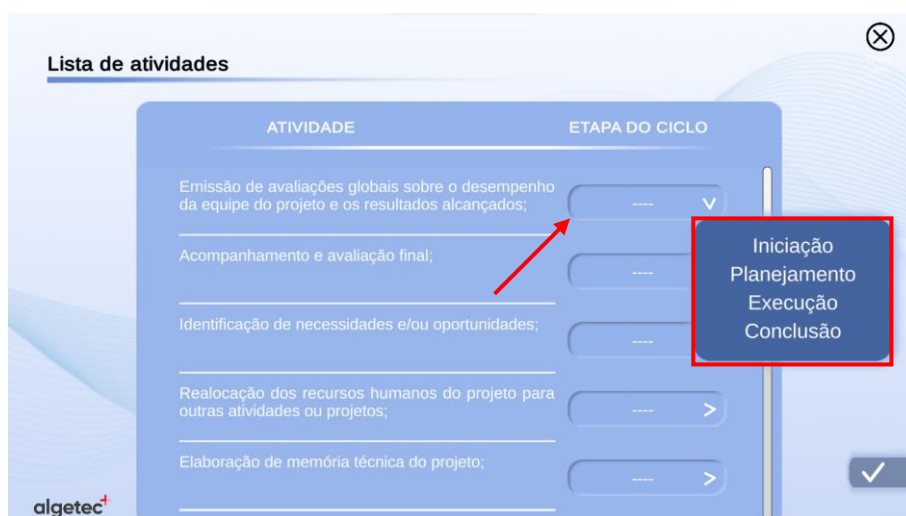 Lista de atividades
ATIVIDADE
ETAPA DO CICLO
Emissão de avaliações globais sobre o desempenho
da equipe do projeto e os resultados alcançados;
----
Acompanhamento e avaliação final;
----
Iniciação
Planejamento
Execução
Conclusão
Identificação de necessidades e/ou oportunidades;
----
Realocação dos recursos humanos do projeto para
outras atividades ou projetos;
----
Elaboração de memória técnica do projeto;
----
algetec+